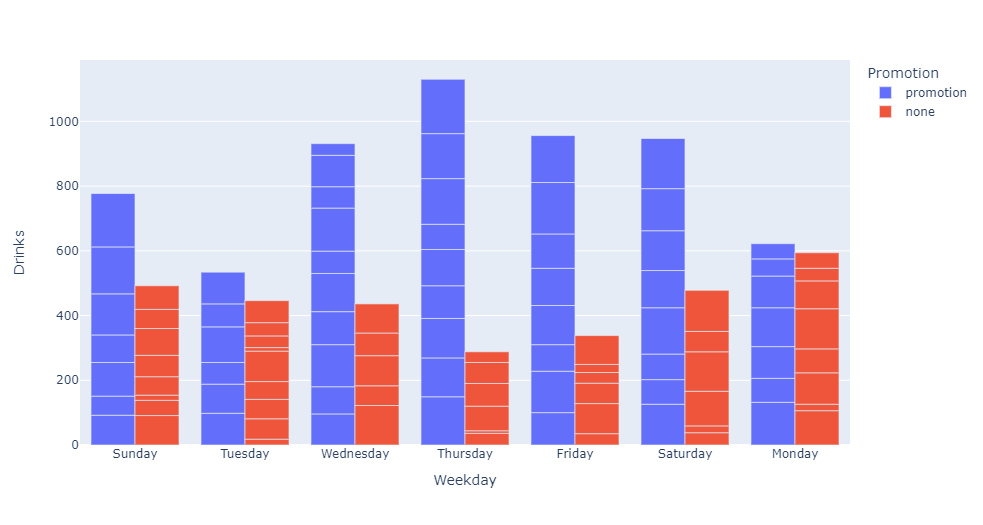 Promotion
promotion
none
Drinks
1000
800
600
400
200
0
Sunday
Tuesday
Wednesday
Thursday
Friday
Saturday
Monday
Weekday